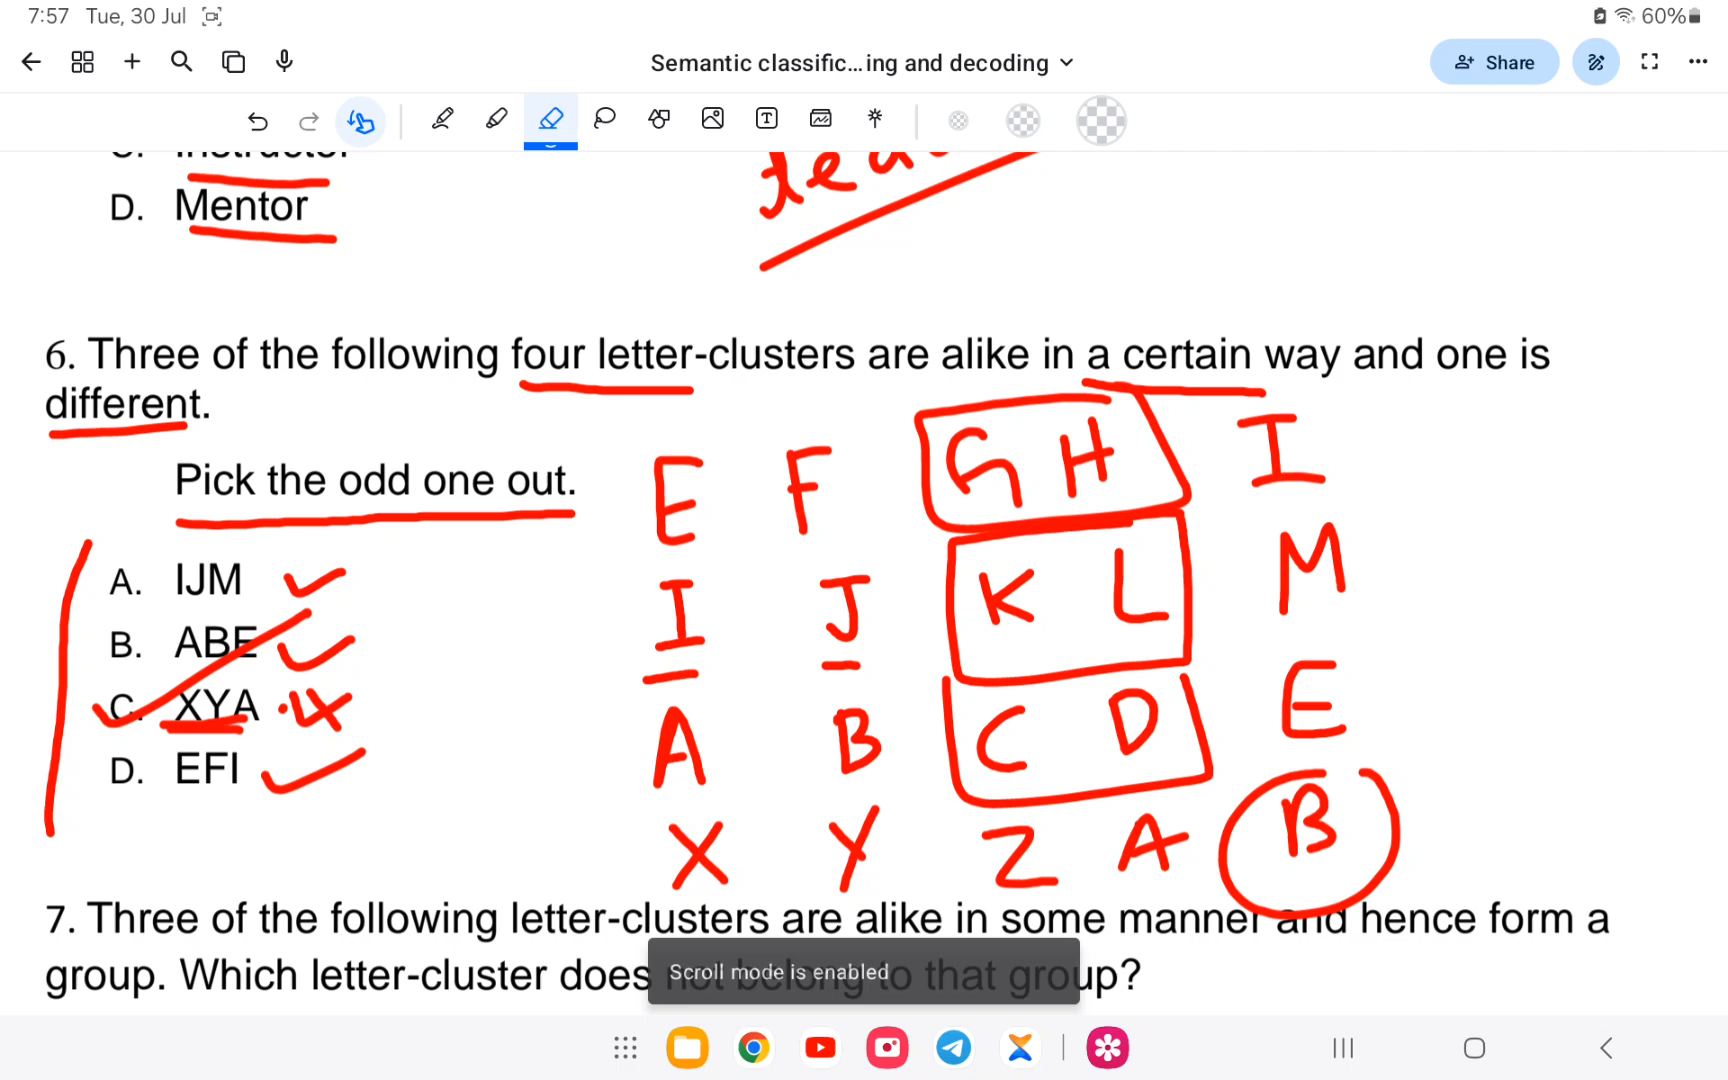 7:57 Tue, 30 Jul 60%
Semantic classific...ing and decoding
Share
C. Instructor
D. Mentor
6. Three of the following four letter-clusters are alike in a certain way and one is
different.
Pick the odd one out.
A. IJM
B. ABE
C. XYA
D. EFI
E F G H I
I J K L M
A B C D E
X Y Z A B
7. Three of the following letter-clusters are alike in some manner and hence form a
group. Which letter-cluster does not belong to that group?
Scroll mode is enabled